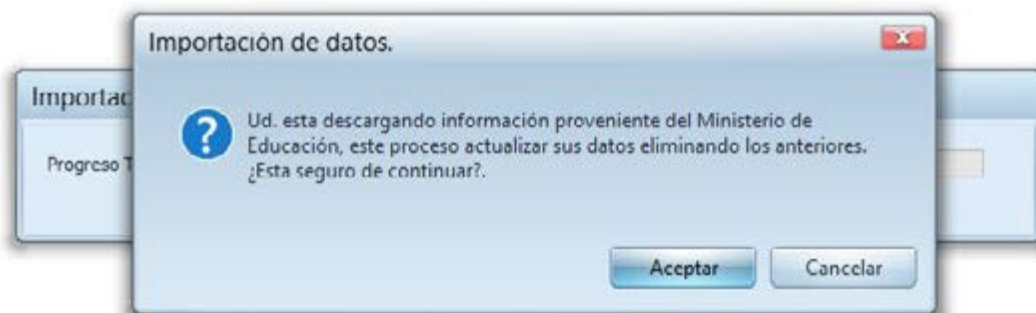 Importación de datos.
Importac
Ud. esta descargando información proveniente del Ministerio de
Educación, este proceso actualizar sus datos eliminando los anteriores.
¿Esta seguro de continuar?.
Progreso T
Aceptar
Cancelar